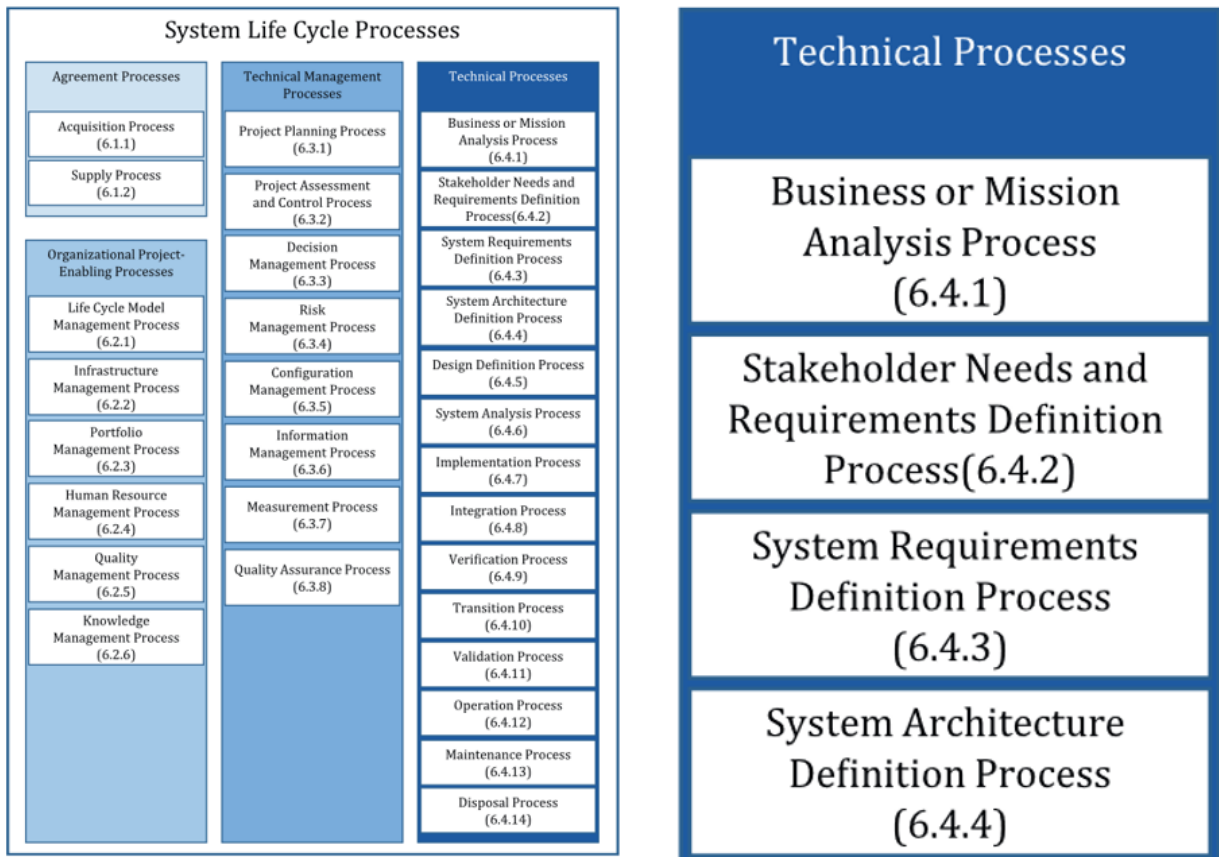 System Life Cycle Processes
Agreement Processes
Acquisition Process
(6.1.1)
Supply Process
(6.1.2)
Organizational Project-
Enabling Processes
Life Cycle Model
Management Process
(6.2.1)
Infrastructure
Management Process
(6.2.2)
Portfolio
Management Process
(6.2.3)
Human Resource
Management Process
(6.2.4)
Quality
Management Process
(6.2.5)
Knowledge
Management Process
(6.2.6)
Technical Management
Processes
Project Planning Process
(6.3.1)
Project Assessment
and Control Process
(6.3.2)
Decision
Management Process
(6.3.3)
Risk
Management Process
(6.3.4)
Configuration
Management Process
(6.3.5)
Information
Management Process
(6.3.6)
Measurement Process
(6.3.7)
Quality Assurance Process
(6.3.8)
Technical Processes
Business or Mission
Analysis Process
(6.4.1)
Stakeholder Needs and
Requirements Definition
Process(6.4.2)
System Requirements
Definition Process
(6.4.3)
System Architecture
Definition Process
(6.4.4)
Design Definition Process
(6.4.5)
System Analysis Process
(6.4.6)
Implementation Process
(6.4.7)
Integration Process
(6.4.8)
Verification Process
(6.4.9)
Transition Process
(6.4.10)
Validation Process
(6.4.11)
Operation Process
(6.4.12)
Maintenance Process
(6.4.13)
Disposal Process
(6.4.14)
Technical Processes
Business or Mission
Analysis Process
(6.4.1)
Stakeholder Needs and
Requirements Definition
Process(6.4.2)
System Requirements
Definition Process
(6.4.3)
System Architecture
Definition Process
(6.4.4)